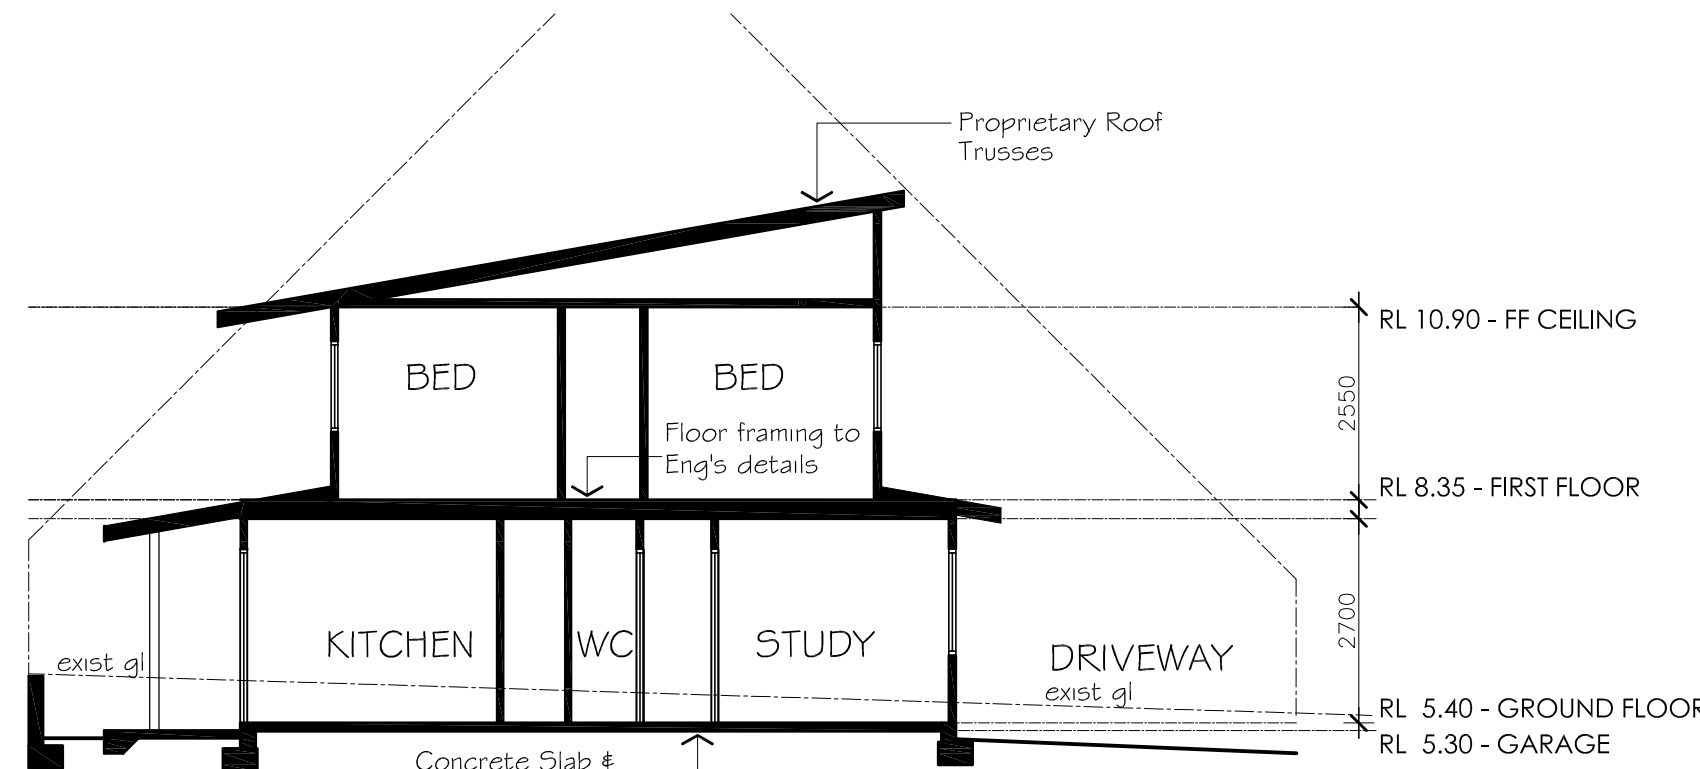 Proprietary Roof
Trusses
RL 10.90 - FF CEILING
BED
BED
2550
Floor framing to
Eng's details
RL 8.35 - FIRST FLOOR
2700
KITCHEN
WC
STUDY
DRIVEWAY
exist gl
exist gl
RL 5.40 - GROUND FLOOR
RL 5.30 - GARAGE
Concrete Slab &